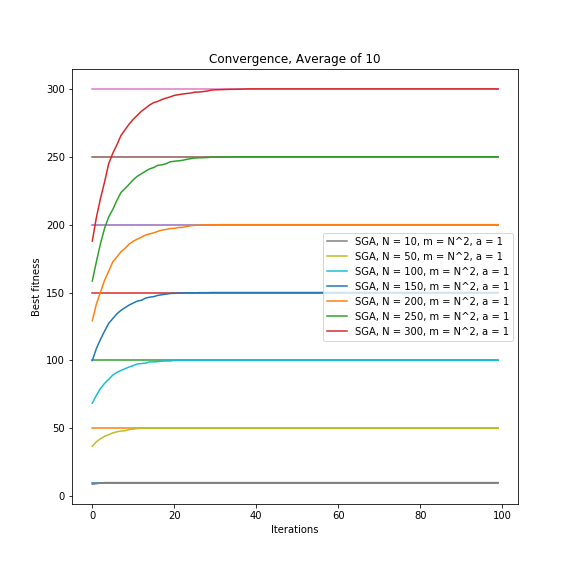 Convergence, Average of 10
300
250
200
150
100
50
0
Best fitness
SGA, N = 10, m = N^2, a = 1
SGA, N = 50, m = N^2, a = 1
SGA, N = 100, m = N^2, a = 1
SGA, N = 150, m = N^2, a = 1
SGA, N = 200, m = N^2, a = 1
SGA, N = 250, m = N^2, a = 1
SGA, N = 300, m = N^2, a = 1
0 20 40 60 80 100
Iterations